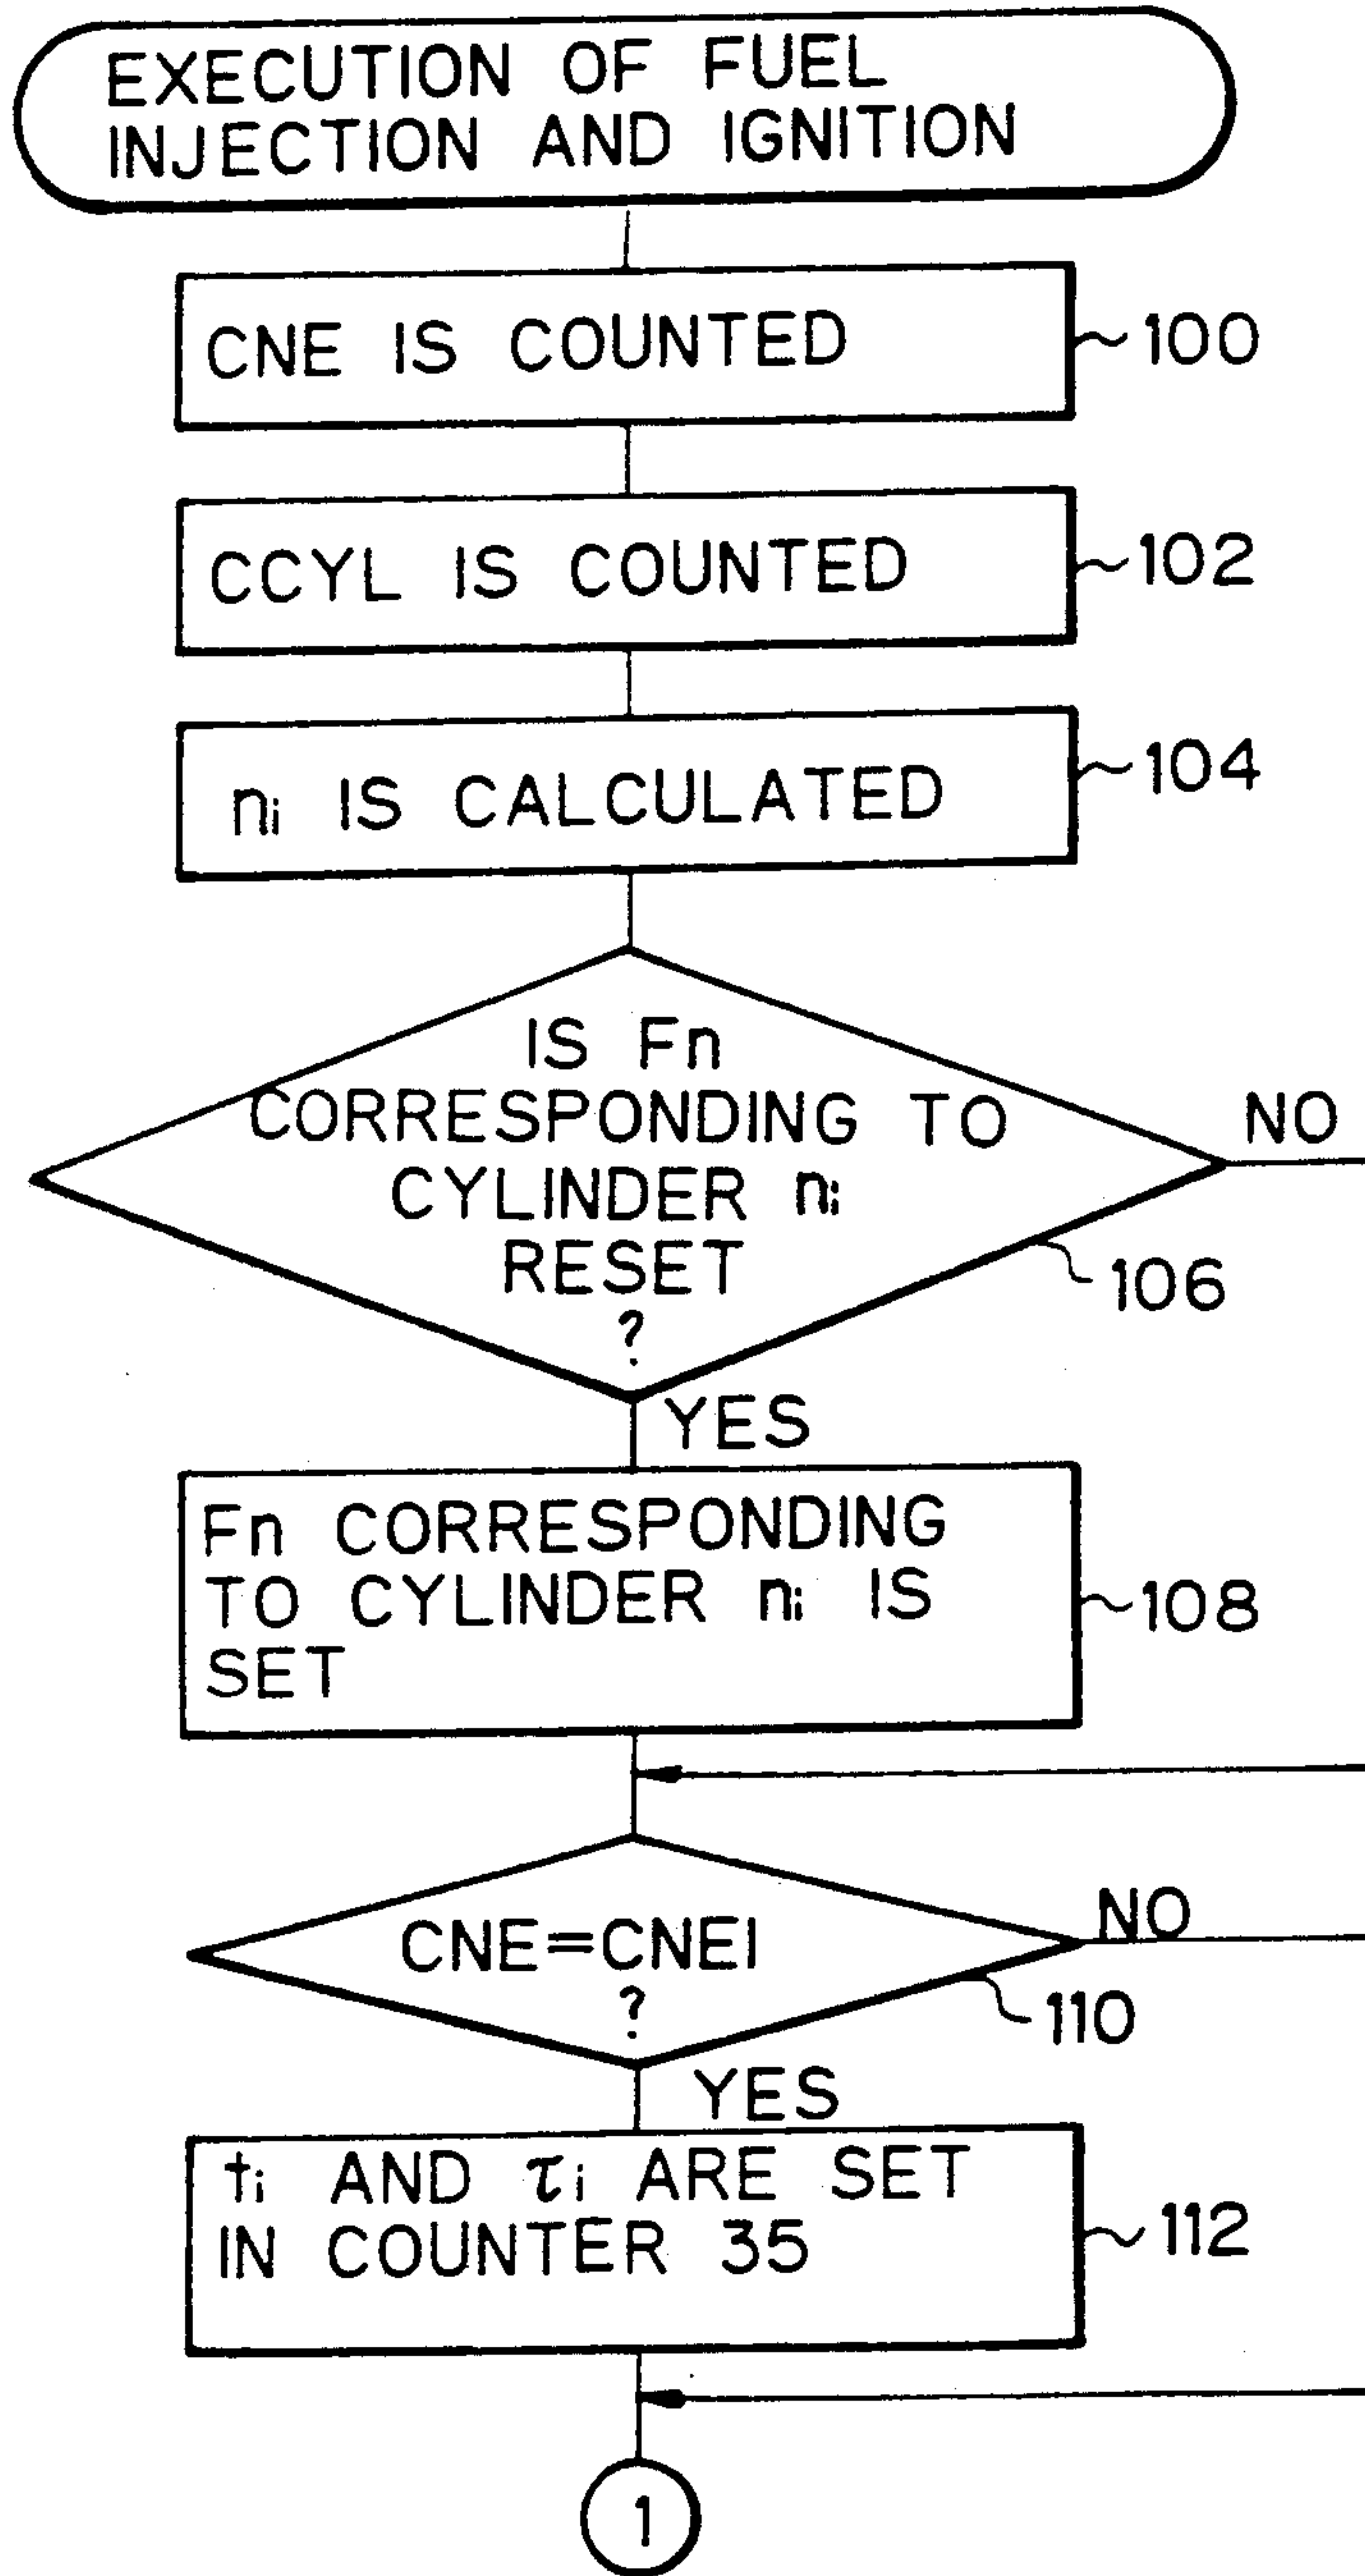 EXECUTION OF FUEL
INJECTION AND IGNITION
CNE IS COUNTED
100
CCYL IS COUNTED
102
ni IS CALCULATED
104
IS Fn
CORRESPONDING TO
CYLINDER ni
RESET
?
NO
106
YES
Fn CORRESPONDING
TO CYLINDER ni IS
SET
108
CNE=CNEI
?
NO
110
YES
ti AND τi ARE SET
IN COUNTER 35
112
1